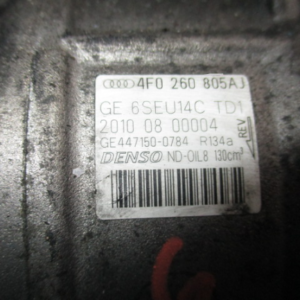 4F0 260 805AJ
GE 6SEU14C TD1
2010 08 00004
GE447150-0784 R134a
DENSO ND-OIL8 130cm³
REV